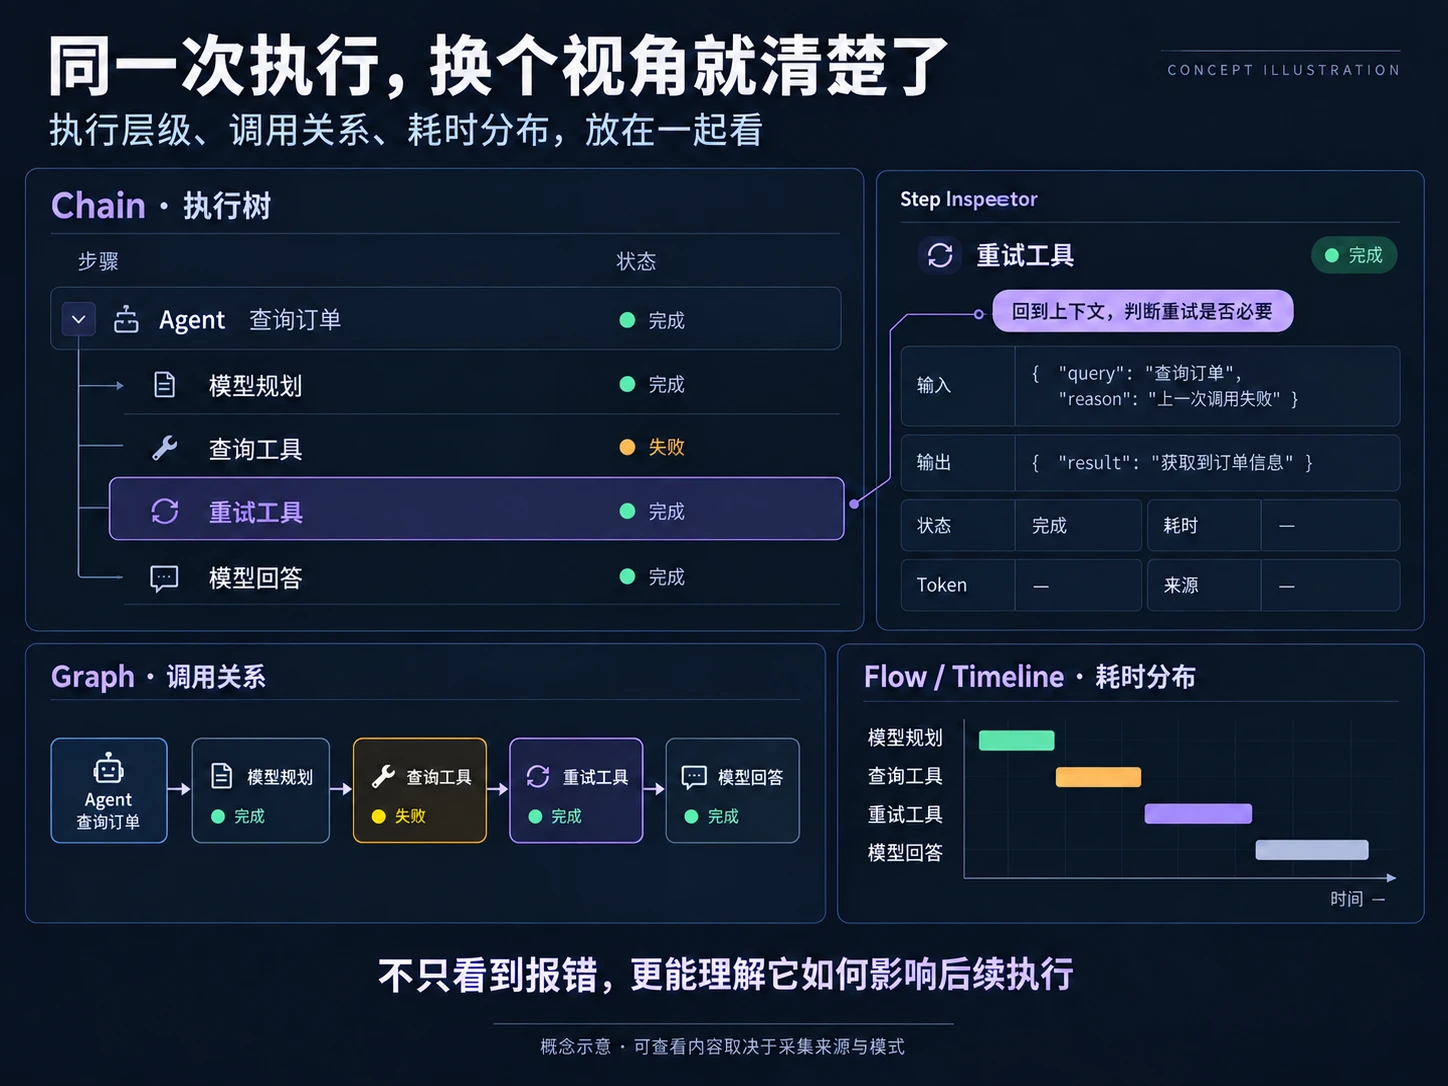 同一次执行，换个视角就清楚了
CONCEPT ILLUSTRATION
执行层级、调用关系、耗时分布，放在一起看
Chain · 执行树
步骤 状态
Agent 查询订单 完成
模型规划 完成
查询工具 失败
重试工具 完成
模型回答 完成
Step Inspector
重试工具 完成
回到上下文，判断重试是否必要
输入 { "query": "查询订单",
"reason": "上一次调用失败" }
输出 { "result": "获取到订单信息" }
状态 完成 耗时 —
Token — 来源 —
Graph · 调用关系
Agent
查询订单
模型规划
完成
查询工具
失败
重试工具
完成
模型回答
完成
Flow / Timeline · 耗时分布
模型规划
查询工具
重试工具
模型回答
时间 —
不只看到报错，更能理解它如何影响后续执行
概念示意 · 可查看内容取决于采集来源与模式